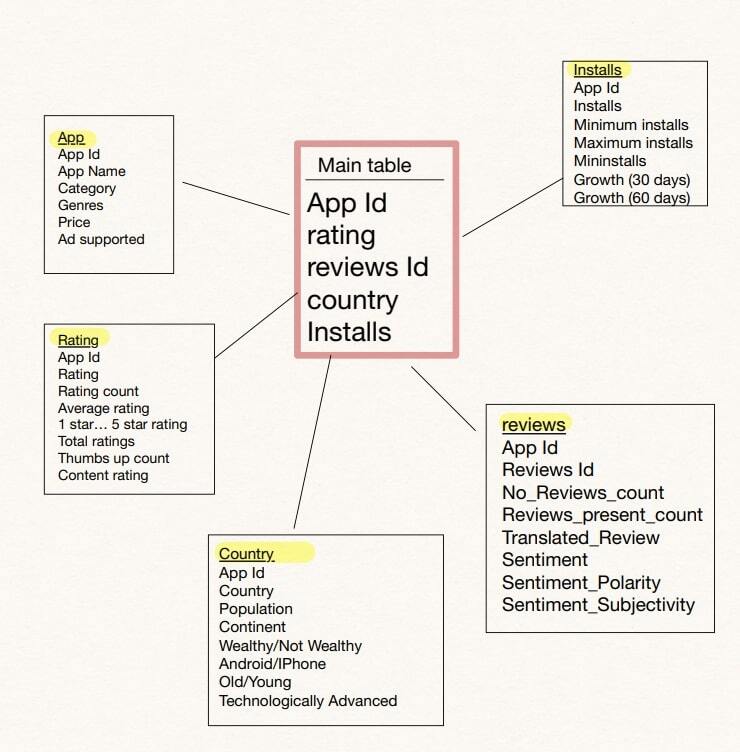 Installs
App Id
Installs
Minimum installs
Maximum installs
Mininstalls
Growth (30 days)
Growth (60 days)
App
App Id
App Name
Category
Genres
Price
Ad supported
Main table
App Id
rating
reviews Id
country
Installs
Rating
App Id
Rating
Rating count
Average rating
1 star... 5 star rating
Total ratings
Thumbs up count
Content rating
reviews
App Id
Reviews Id
No_Reviews_count
Reviews_present_count
Translated_Review
Sentiment
Sentiment_Polarity
Sentiment_Subjectivity
Country
App Id
Country
Population
Continent
Wealthy/Not Wealthy
Android/IPhone
Old/Young
Technologically Advanced